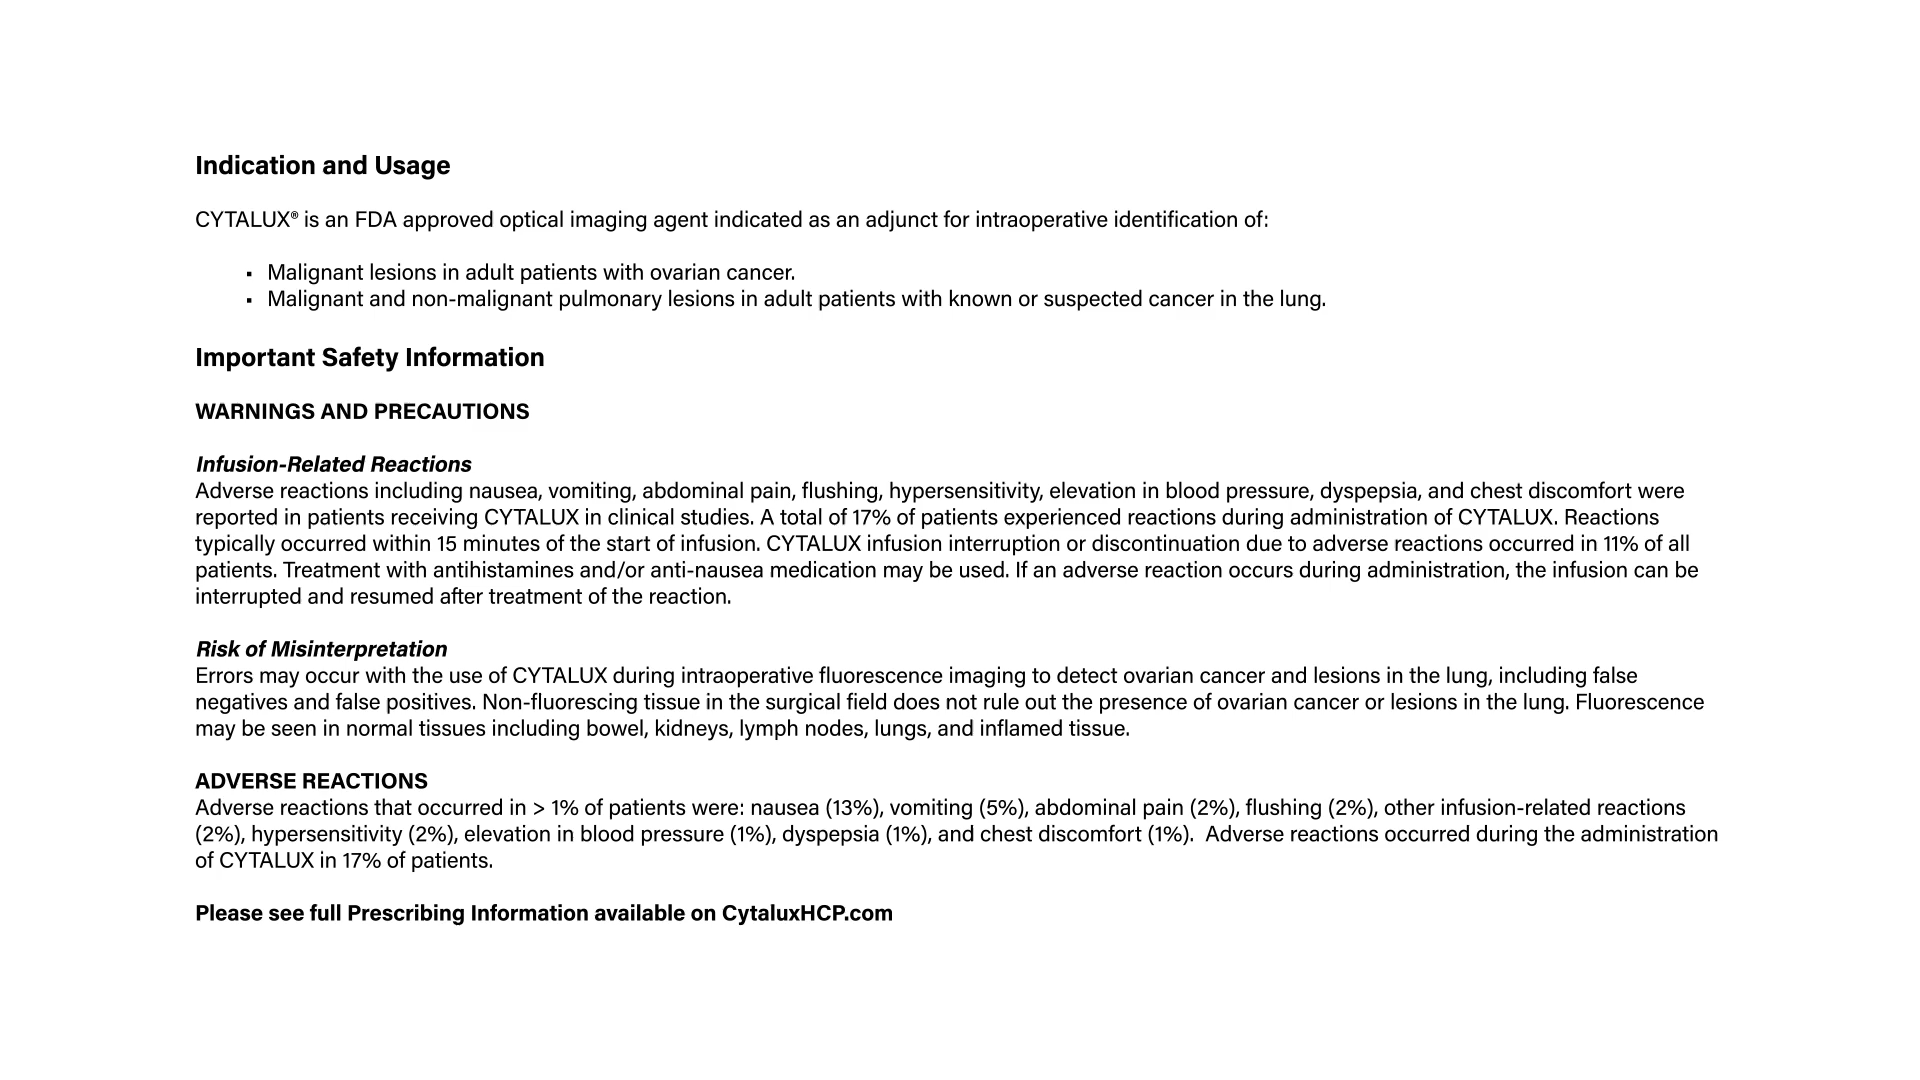 Indication and Usage
CYTALUX® is an FDA approved optical imaging agent indicated as an adjunct for intraoperative identification of:
▪ Malignant lesions in adult patients with ovarian cancer.
▪ Malignant and non-malignant pulmonary lesions in adult patients with known or suspected cancer in the lung.
Important Safety Information
WARNINGS AND PRECAUTIONS
Infusion-Related Reactions
Adverse reactions including nausea, vomiting, abdominal pain, flushing, hypersensitivity, elevation in blood pressure, dyspepsia, and chest discomfort were
reported in patients receiving CYTALUX in clinical studies. A total of 17% of patients experienced reactions during administration of CYTALUX. Reactions
typically occurred within 15 minutes of the start of infusion. CYTALUX infusion interruption or discontinuation due to adverse reactions occurred in 11% of all
patients. Treatment with antihistamines and/or anti-nausea medication may be used. If an adverse reaction occurs during administration, the infusion can be
interrupted and resumed after treatment of the reaction.
Risk of Misinterpretation
Errors may occur with the use of CYTALUX during intraoperative fluorescence imaging to detect ovarian cancer and lesions in the lung, including false
negatives and false positives. Non-fluorescing tissue in the surgical field does not rule out the presence of ovarian cancer or lesions in the lung. Fluorescence
may be seen in normal tissues including bowel, kidneys, lymph nodes, lungs, and inflamed tissue.
ADVERSE REACTIONS
Adverse reactions that occurred in > 1% of patients were: nausea (13%), vomiting (5%), abdominal pain (2%), flushing (2%), other infusion-related reactions
(2%), hypersensitivity (2%), elevation in blood pressure (1%), dyspepsia (1%), and chest discomfort (1%).  Adverse reactions occurred during the administration
of CYTALUX in 17% of patients.
Please see full Prescribing Information available on CytaluxHCP.com